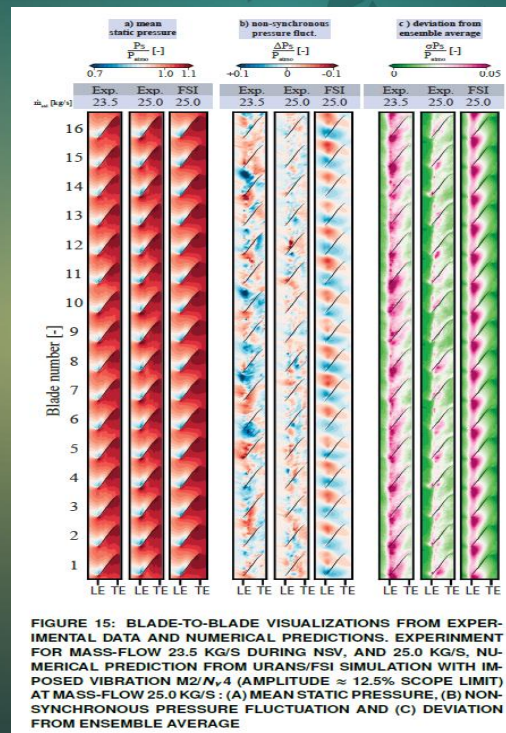 a) mean
static pressure
b) non-synchronous
pressure fluct.
c ) deviation from
ensemble average
Ps
P
[-]
ΔPs
P
[-]
σPs
P
[-]
0.7
1.0
1.1
+0.1
0
-0.1
0
0.05
Exp. Exp. FSI
Exp. Exp. FSI
Exp. Exp. FSI
[kg/s]
23.5 25.0 25.0
23.5 25.0 25.0
23.5 25.0 25.0
Blade number [-]
16
15
14
13
12
11
10
9
8
7
6
5
4
3
2
1
LE TE LE TE LE TE
LE TE LE TE LE TE
LE TE LE TE LE TE
FIGURE 15: BLADE-TO-BLADE VISUALIZATIONS FROM EXPER-
IMENTAL DATA AND NUMERICAL PREDICTIONS. EXPERINMENT
FOR MASS-FLOW 23.5 KG/S DURING NSV, AND 25.0 KG/S, NU-
MERICAL PREDICTION FROM URANS/FSI SIMULATION WITH IM-
POSED VIBRATION M2/Nv4 (AMPLITUDE ≈ 12.5% SCOPE LIMIT)
AT MASS-FLOW 25.0 KG/S : (A) MEAN STATIC PRESSURE, (B) NON-
SYNCHRONOUS PRESSURE FLUCTUATION AND (C) DEVIATION
FROM ENSEMBLE AVERAGE